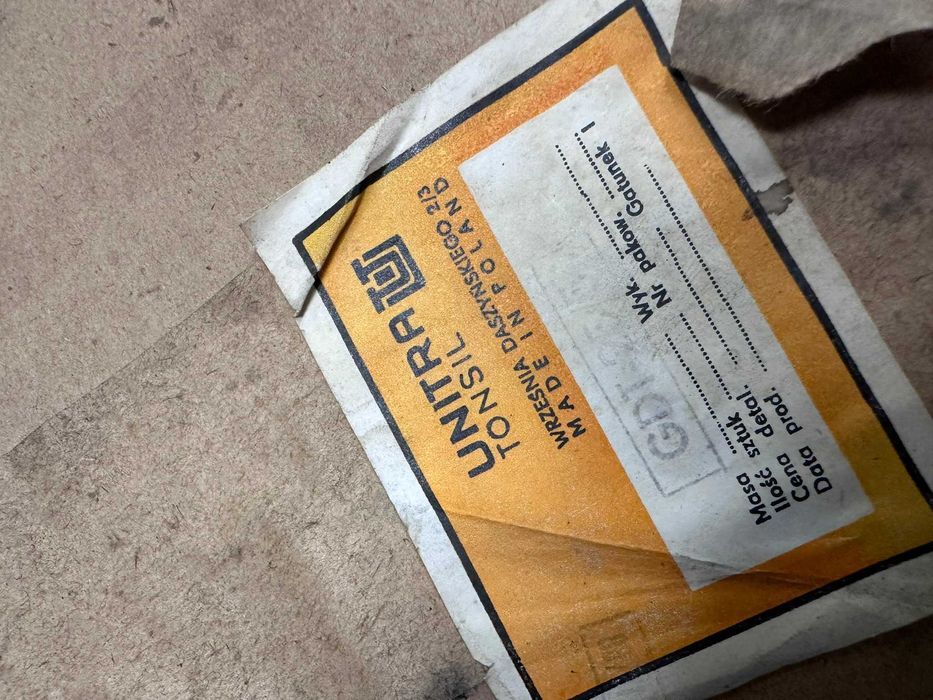 UNITRA
TONSIL
WRZEŚNIA DASZYŃSKIEGO 2/3
MADE IN POLAND
Masa ........ Wyk. ........
Ilość sztuk ........ Nr pakow. ........
Cena detal. ........ Gatunek I
Data prod. ........